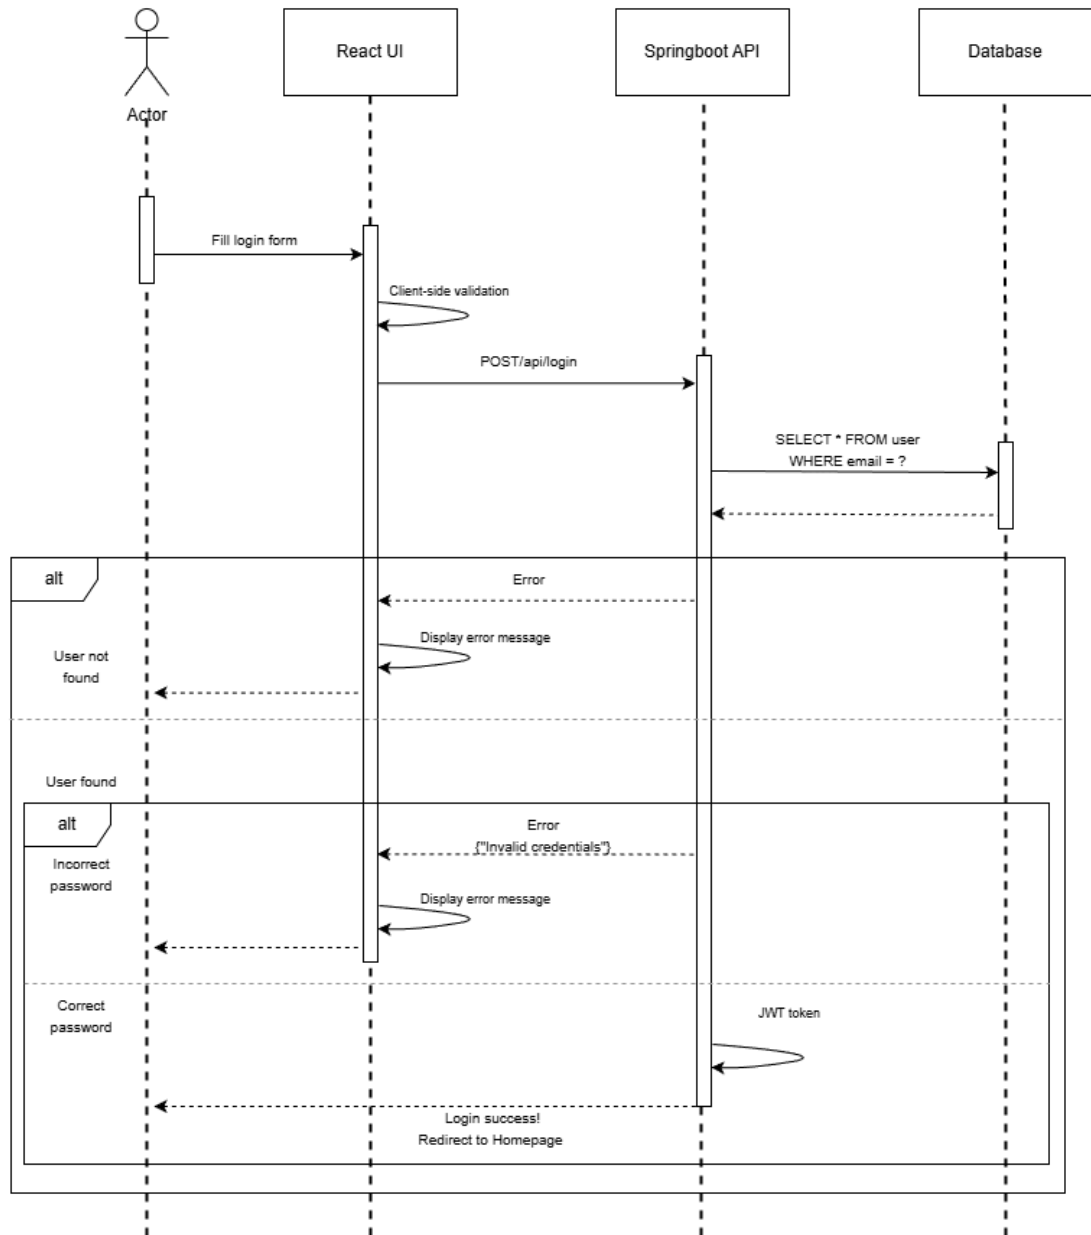 Actor
React UI
Springboot API
Database
Fill login form
Client-side validation
POST/api/login
SELECT * FROM user
WHERE email = ?
alt
Error
Display error message
User not
found
User found
alt
Error
{"Invalid credentials"}
Incorrect
password
Display error message
Correct
password
JWT token
Login success!
Redirect to Homepage